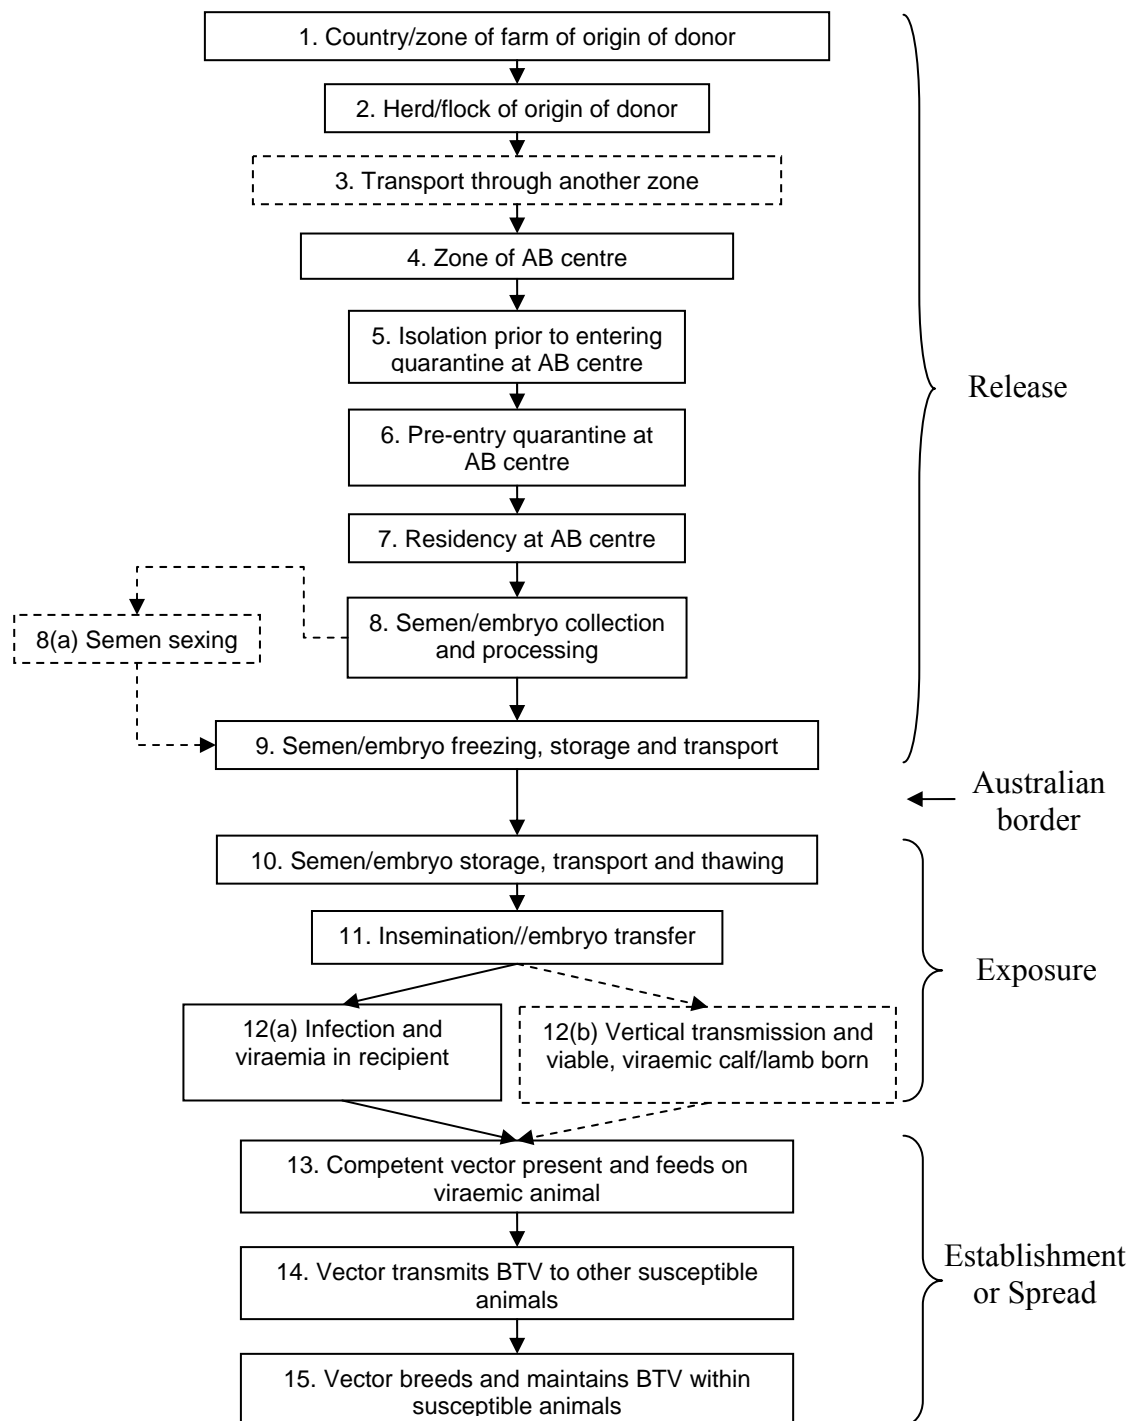 1. Country/zone of farm of origin of donor
2. Herd/flock of origin of donor
3. Transport through another zone
4. Zone of AB centre
5. Isolation prior to entering
quarantine at AB centre
6. Pre-entry quarantine at
AB centre
Release
7. Residency at AB centre
8. Semen/embryo collection
and processing
8(a) Semen sexing
9. Semen/embryo freezing, storage and transport
Australian
border
10. Semen/embryo storage, transport and thawing
11. Insemination//embryo transfer
Exposure
12(a) Infection and
viraemia in recipient
12(b) Vertical transmission and
viable, viraemic calf/lamb born
13. Competent vector present and feeds on
viraemic animal
14. Vector transmits BTV to other susceptible
animals
Establishment
or Spread
15. Vector breeds and maintains BTV within
susceptible animals